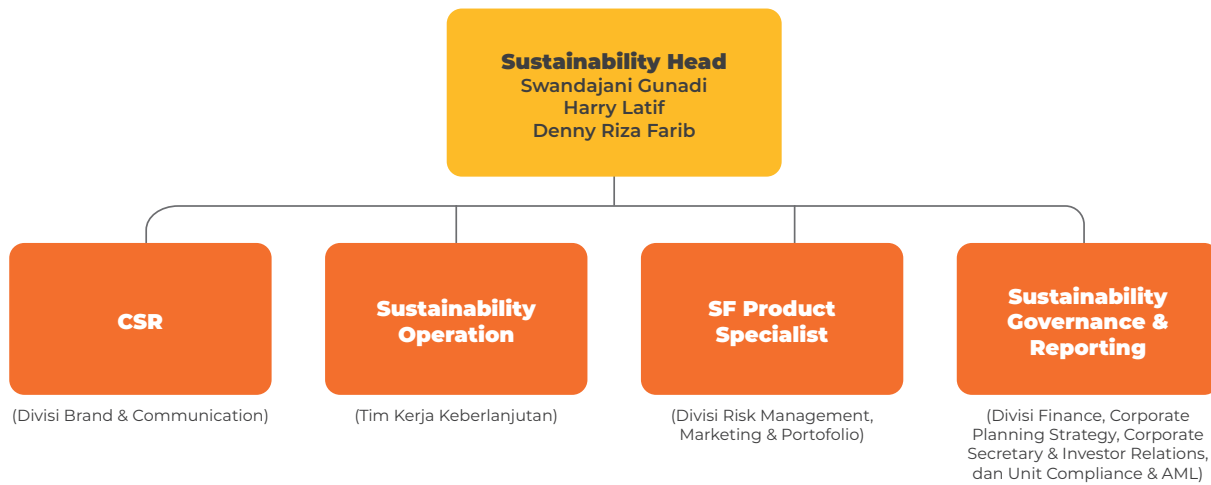 Sustainability Head
Swandajani Gunadi
Harry Latif
Denny Riza Farib
CSR
(Divisi Brand & Communication)
Sustainability
Operation
(Tim Kerja Keberlanjutan)
SF Product
Specialist
(Divisi Risk Management,
Marketing & Portofolio)
Sustainability
Governance &
Reporting
(Divisi Finance, Corporate
Planning Strategy, Corporate
Secretary & Investor Relations,
dan Unit Compliance & AML)